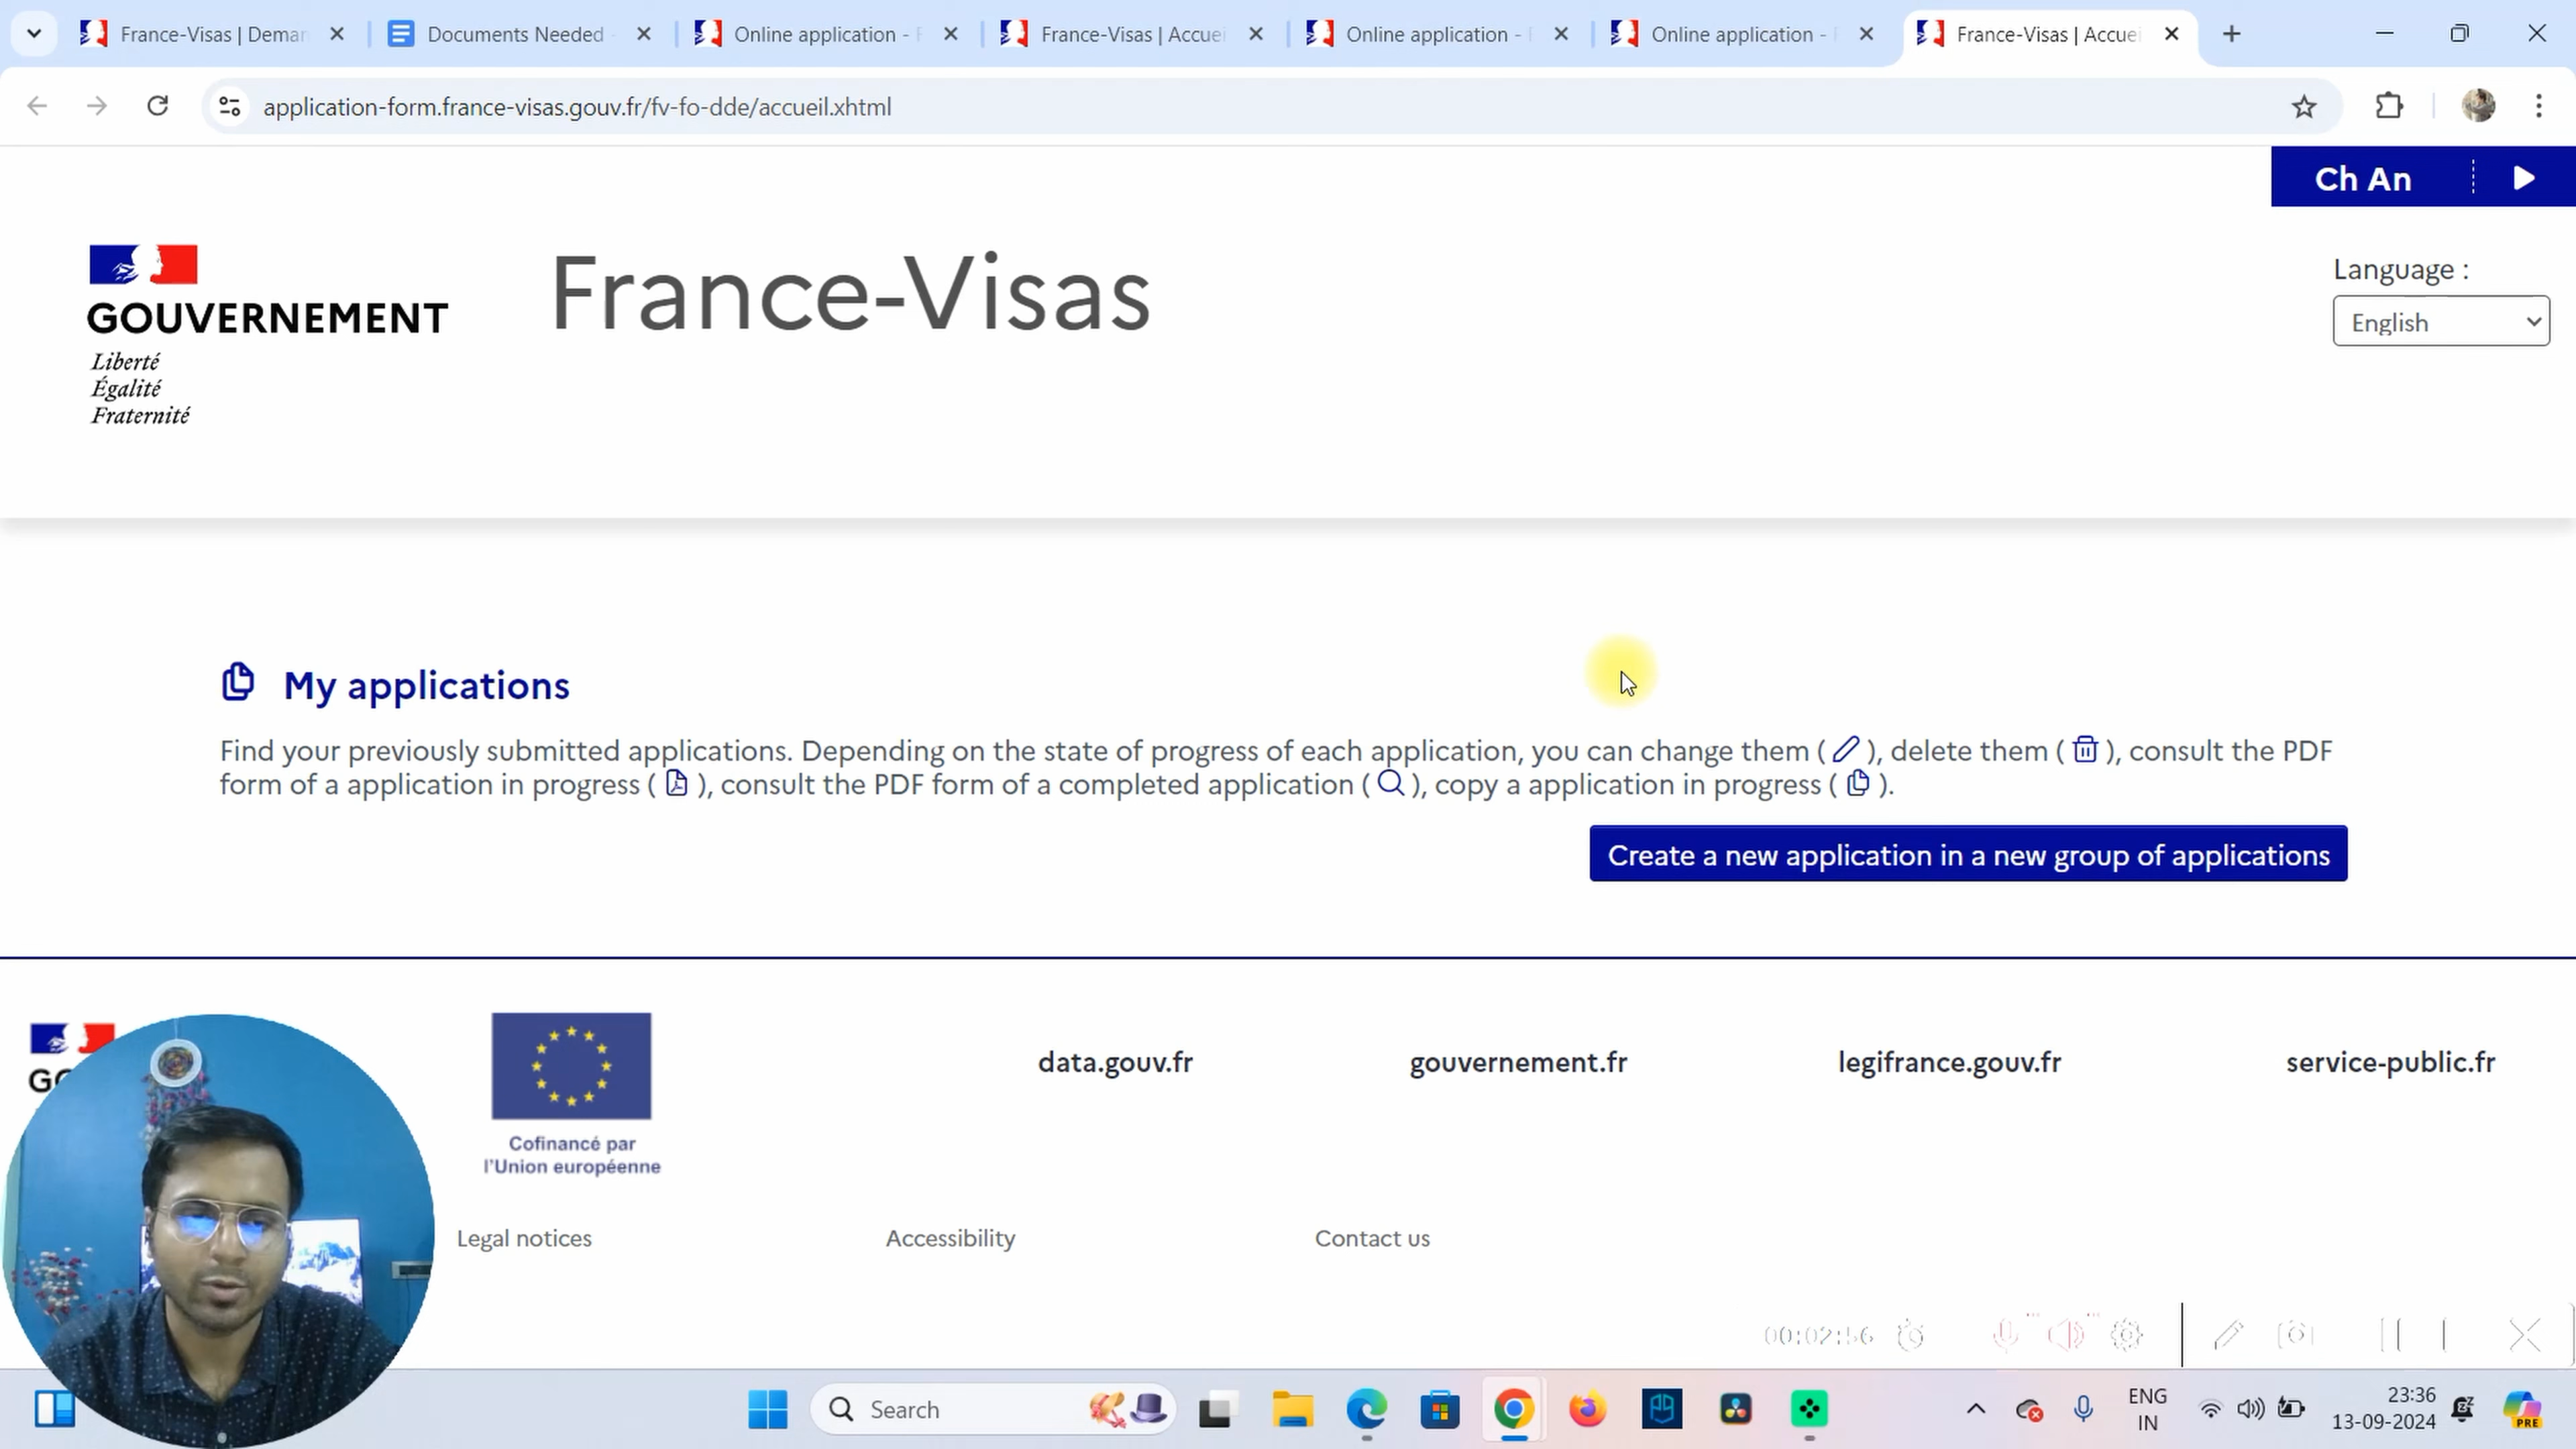 France-Visas | Deman
Documents Needed
Online application - F
France-Visas | Accuei
Online application - F
Online application - F
France-Visas | Accuei
application-form.france-visas.gouv.fr/fv-fo-dde/accueil.xhtml
Ch An
GOUVERNEMENT
Liberté
Égalité
Fraternité
France-Visas
Language :
English
My applications
Find your previously submitted applications. Depending on the state of progress of each application, you can change them ( ), delete them ( ), consult the PDF
form of a application in progress ( ), consult the PDF form of a completed application ( ), copy a application in progress ( ).
Create a new application in a new group of applications
Cofinancé par
l'Union européenne
data.gouv.fr
gouvernement.fr
legifrance.gouv.fr
service-public.fr
Legal notices
Accessibility
Contact us
00:02:56
Search
ENG
IN
23:36
13-09-2024
PRE